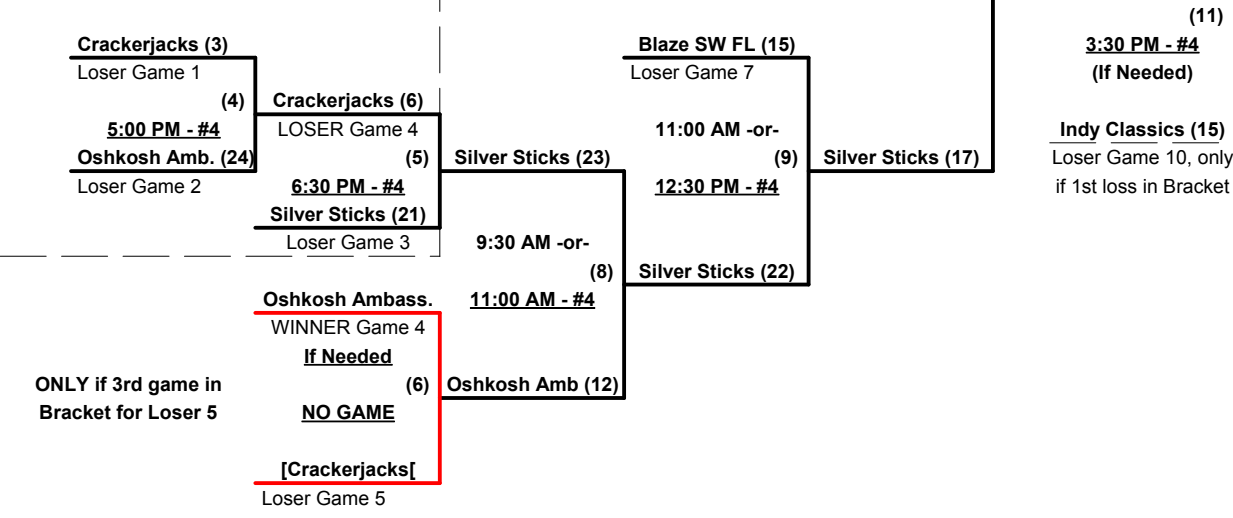 (11)
Crackerjacks (3)
Blaze SW FL (15)
3:30 PM - #4
Loser Game 1
Loser Game 7
(If Needed)
(4)
Crackerjacks (6)
5:00 PM - #4
LOSER Game 4
11:00 AM -or-
Indy Classics (15)
Oshkosh Amb. (24)
(5)
Silver Sticks (23)
(9)
Silver Sticks (17)
Loser Game 10, only
Loser Game 2
6:30 PM - #4
12:30 PM - #4
if 1st loss in Bracket
Silver Sticks (21)
Loser Game 3
9:30 AM -or-
(8)
Silver Sticks (22)
Oshkosh Ambass.
11:00 AM - #4
WINNER Game 4
If Needed
ONLY if 3rd game in
(6)
Oshkosh Amb (12)
Bracket for Loser 5
NO GAME
[Crackerjacks[
Loser Game 5